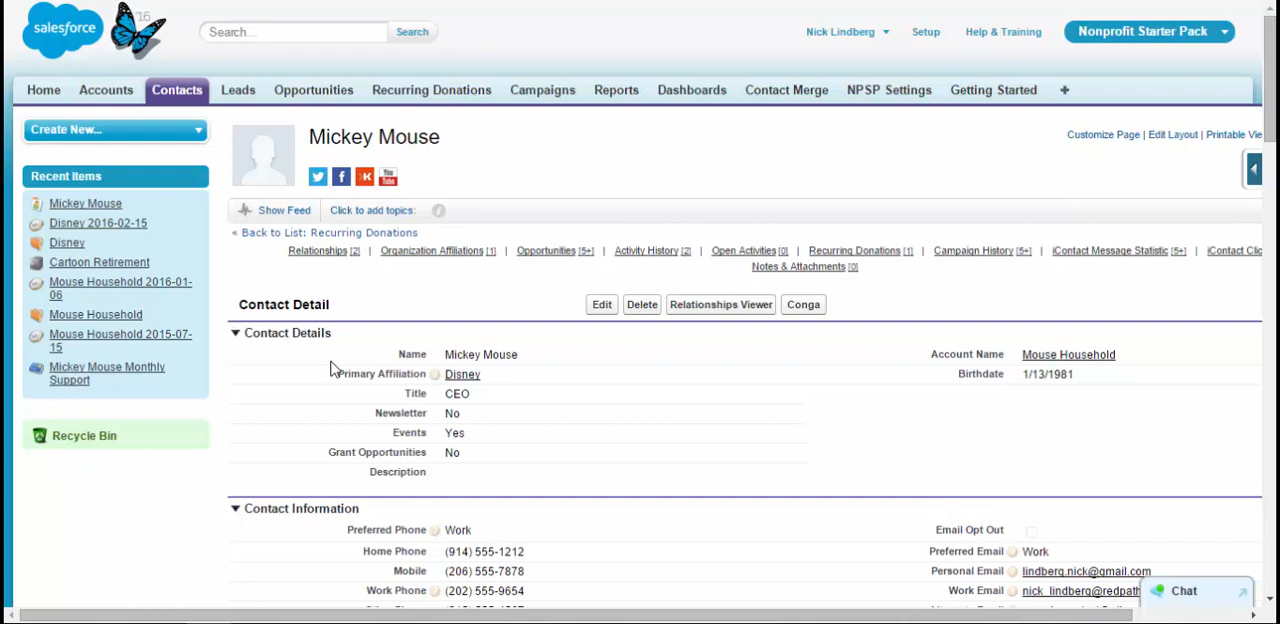 salesforce
'16
Search...
Search
Nick Lindberg
Setup
Help & Training
Nonprofit Starter Pack
Home
Accounts
Contacts
Leads
Opportunities
Recurring Donations
Campaigns
Reports
Dashboards
Contact Merge
NPSP Settings
Getting Started
+
Create New...
Recent Items
Mickey Mouse
Disney 2016-02-15
Disney
Cartoon Retirement
Mouse Household 2016-01-
06
Mouse Household
Mouse Household 2015-07-
15
Mickey Mouse Monthly
Support
Recycle Bin
Mickey Mouse
Customize Page | Edit Layout | Printable Vie
You
Tube
Show Feed
Click to add topics:
« Back to List: Recurring Donations
Relationships [2] | Organization Affiliations [1] | Opportunities [5+] | Activity History [2] | Open Activities [0] | Recurring Donations [1] | Campaign History [5+] | iContact Message Statistic [5+] | iContact Clic
Notes & Attachments [0]
Contact Detail
Edit
Delete
Relationships Viewer
Conga
Contact Details
Name Mickey Mouse
Account Name Mouse Household
Primary Affiliation Disney
Birthdate 1/13/1981
Title CEO
Newsletter No
Events Yes
Grant Opportunities No
Description
Contact Information
Preferred Phone Work
Email Opt Out
Home Phone (914) 555-1212
Preferred Email Work
Mobile (206) 555-7878
Personal Email lindberg.nick@gmail.com
Work Phone (202) 555-9654
Work Email nick_lindberg@redpath
Chat